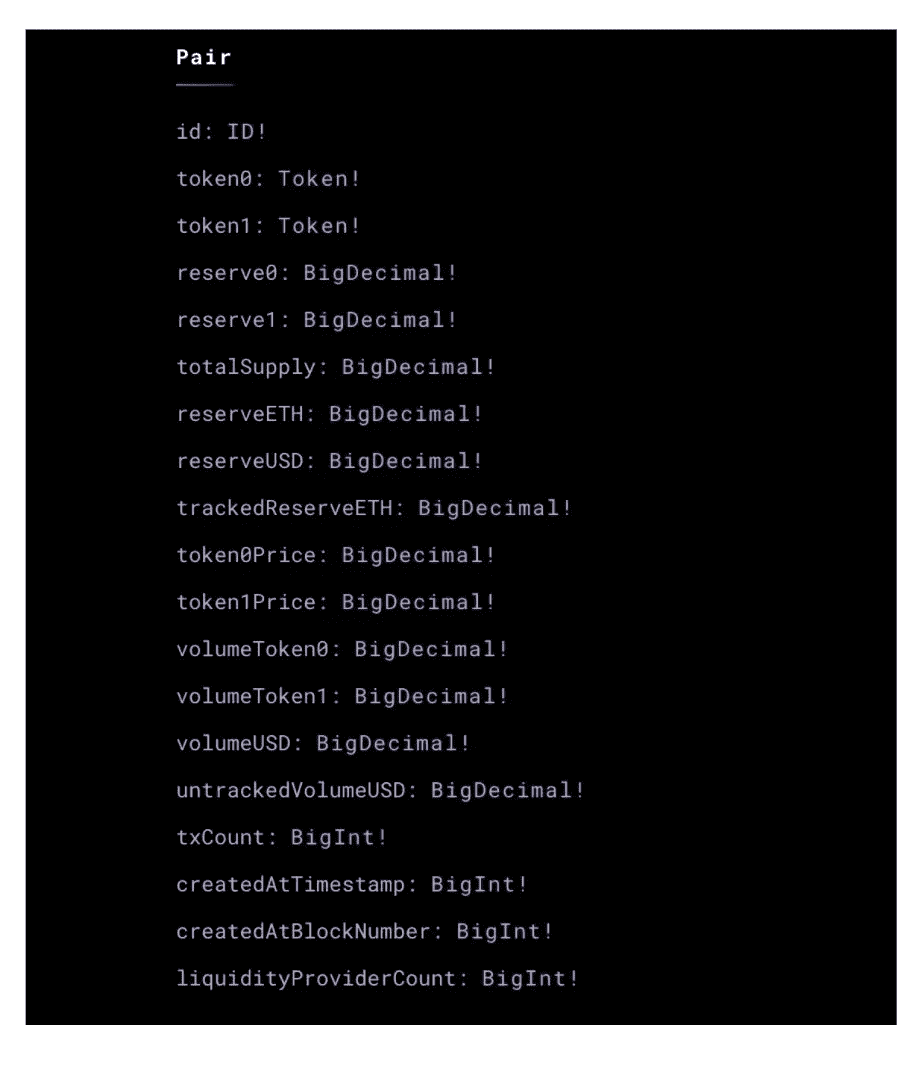 Pair
id: ID!
token0: Token!
token1: Token!
reserve0: BigDecimal!
reserve1: BigDecimal!
totalSupply: BigDecimal!
reserveETH: BigDecimal!
reserveUSD: BigDecimal!
trackedReserveETH: BigDecimal!
token0Price: BigDecimal!
token1Price: BigDecimal!
volumeToken0: BigDecimal!
volumeToken1: BigDecimal!
volumeUSD: BigDecimal!
untrackedVolumeUSD: BigDecimal!
txCount: BigInt!
createdAtTimestamp: BigInt!
createdAtBlockNumber: BigInt!
liquidityProviderCount: BigInt!